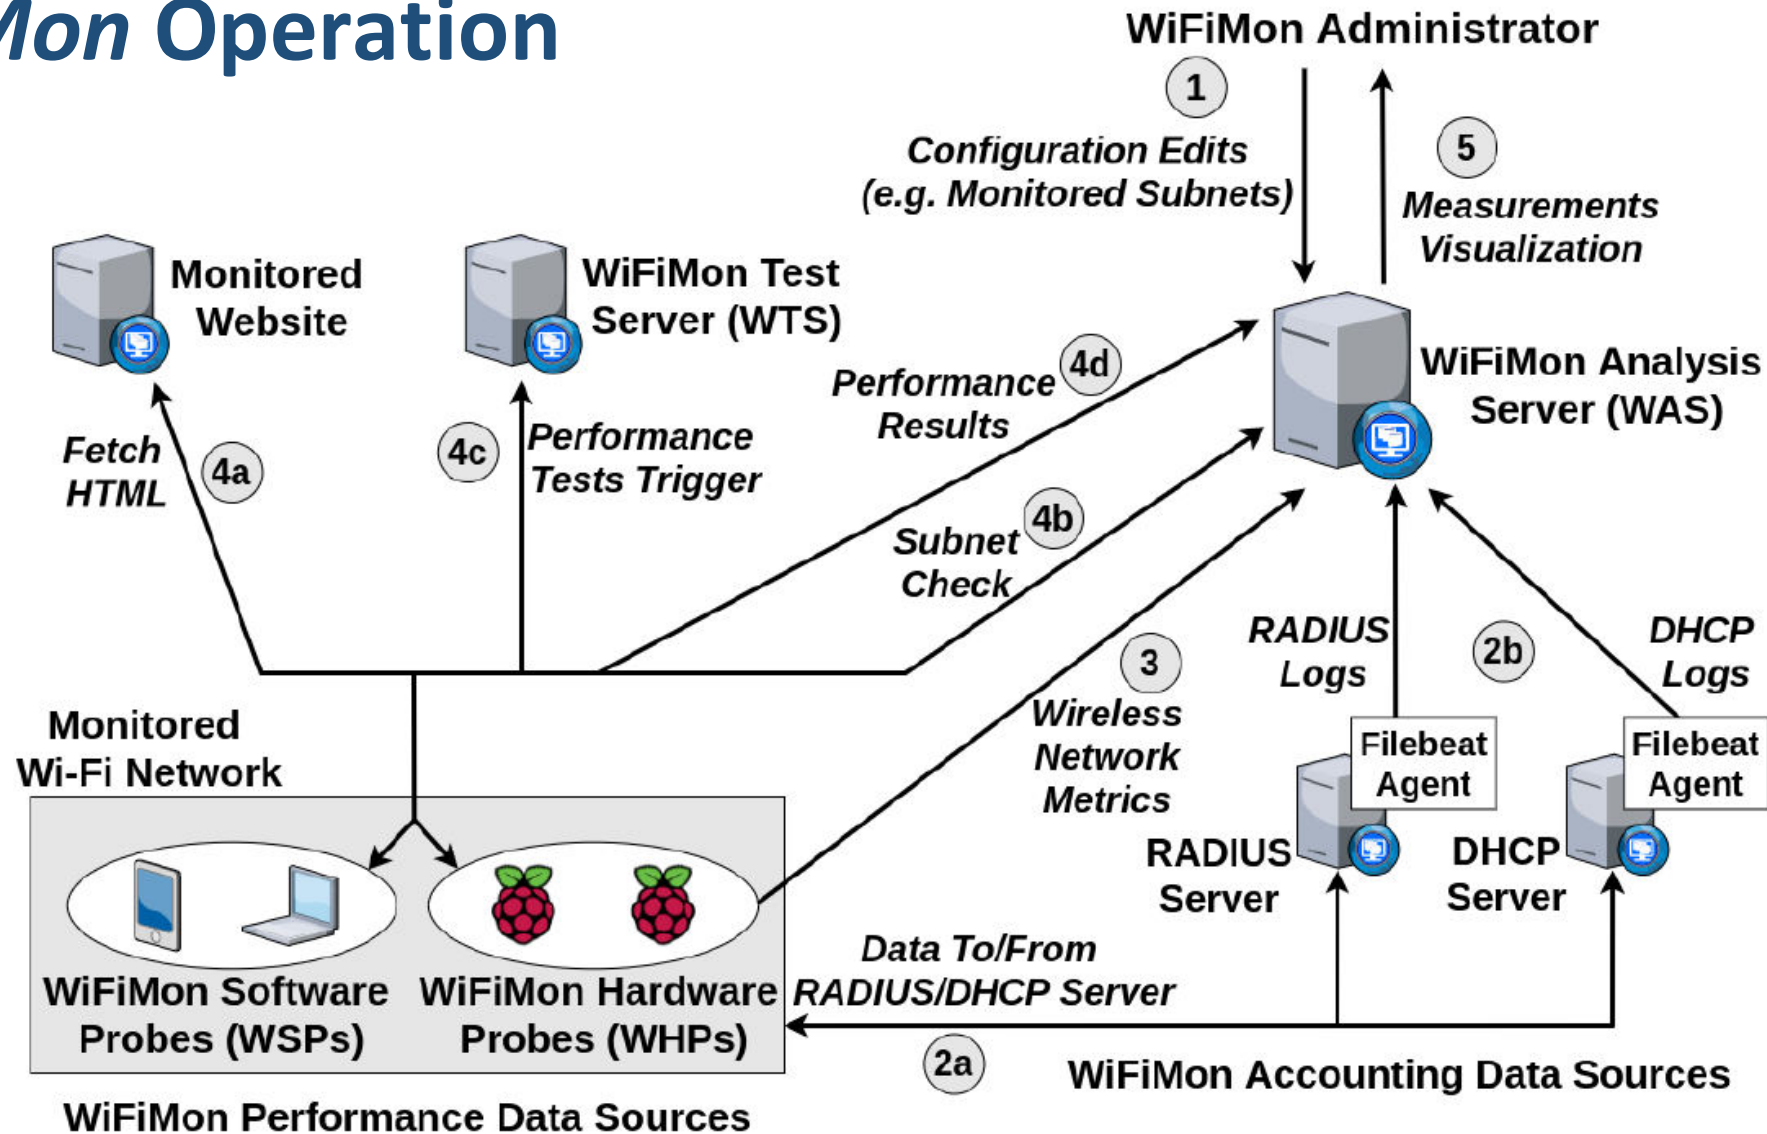 Mon Operation
WiFiMon Administrator
1
Configuration Edits
(e.g. Monitored Subnets)
5
Measurements
Visualization
Monitored
Website
WiFiMon Test
Server (WTS)
WiFiMon Analysis
Server (WAS)
Fetch
HTML
4a
4c
Performance
Tests Trigger
Performance
Results
4d
Subnet
Check
4b
3
Wireless
Network
Metrics
RADIUS
Logs
2b
DHCP
Logs
Filebeat
Agent
Filebeat
Agent
RADIUS
Server
DHCP
Server
Monitored
Wi-Fi Network
WiFiMon Software
Probes (WSPs)
WiFiMon Hardware
Probes (WHPs)
Data To/From
RADIUS/DHCP Server
2a
WiFiMon Accounting Data Sources
WiFiMon Performance Data Sources